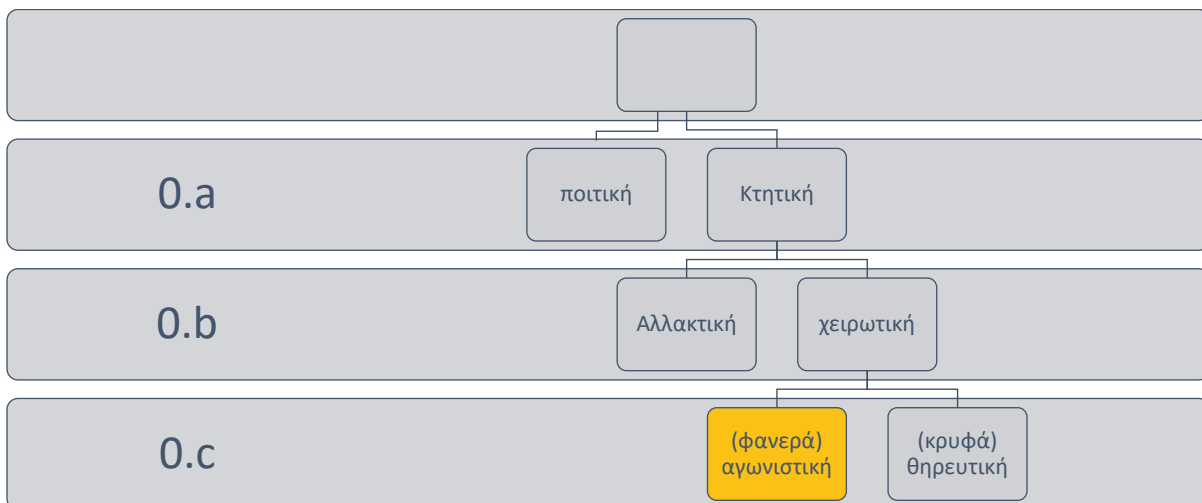 0.a
ποιτική
Κτητική
0.b
Αλλακτική
χειρωτική
0.c
(φανερά)
αγωνιστική
(κρυφά)
θηρευτική